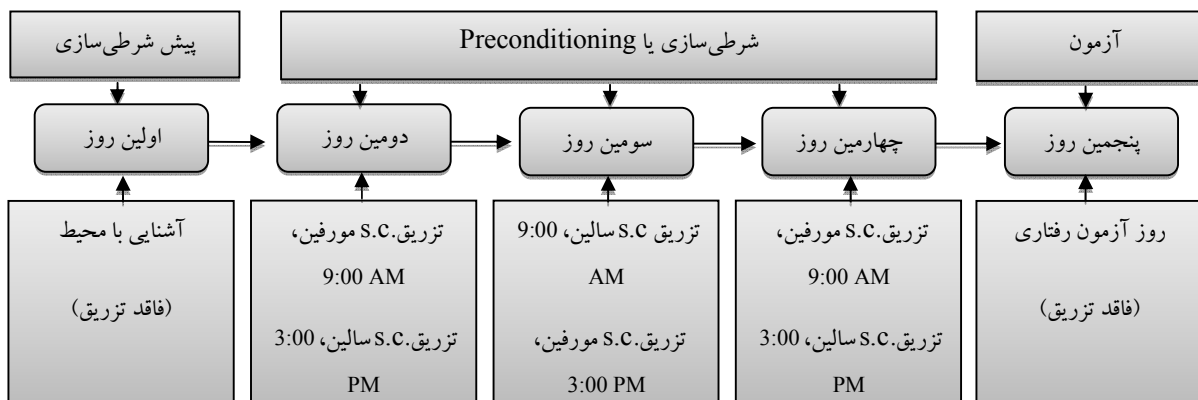 پیش شرطی‌سازی
شرطی‌سازی یا Preconditioning
آزمون
اولین روز
دومین روز
سومین روز
چهارمین روز
پنجمین روز
آشنایی با محیط
(فاقد تزریق)
تزریق.s.c مورفین،
9:00 AM
تزریق.s.c سالین، 3:00
PM
تزریق s.c سالین، 9:00
AM
تزریق.s.c مورفین،
3:00 PM
تزریق.s.c مورفین،
9:00 AM
تزریق.s.c سالین، 3:00
PM
روز آزمون رفتاری
(فاقد تزریق)